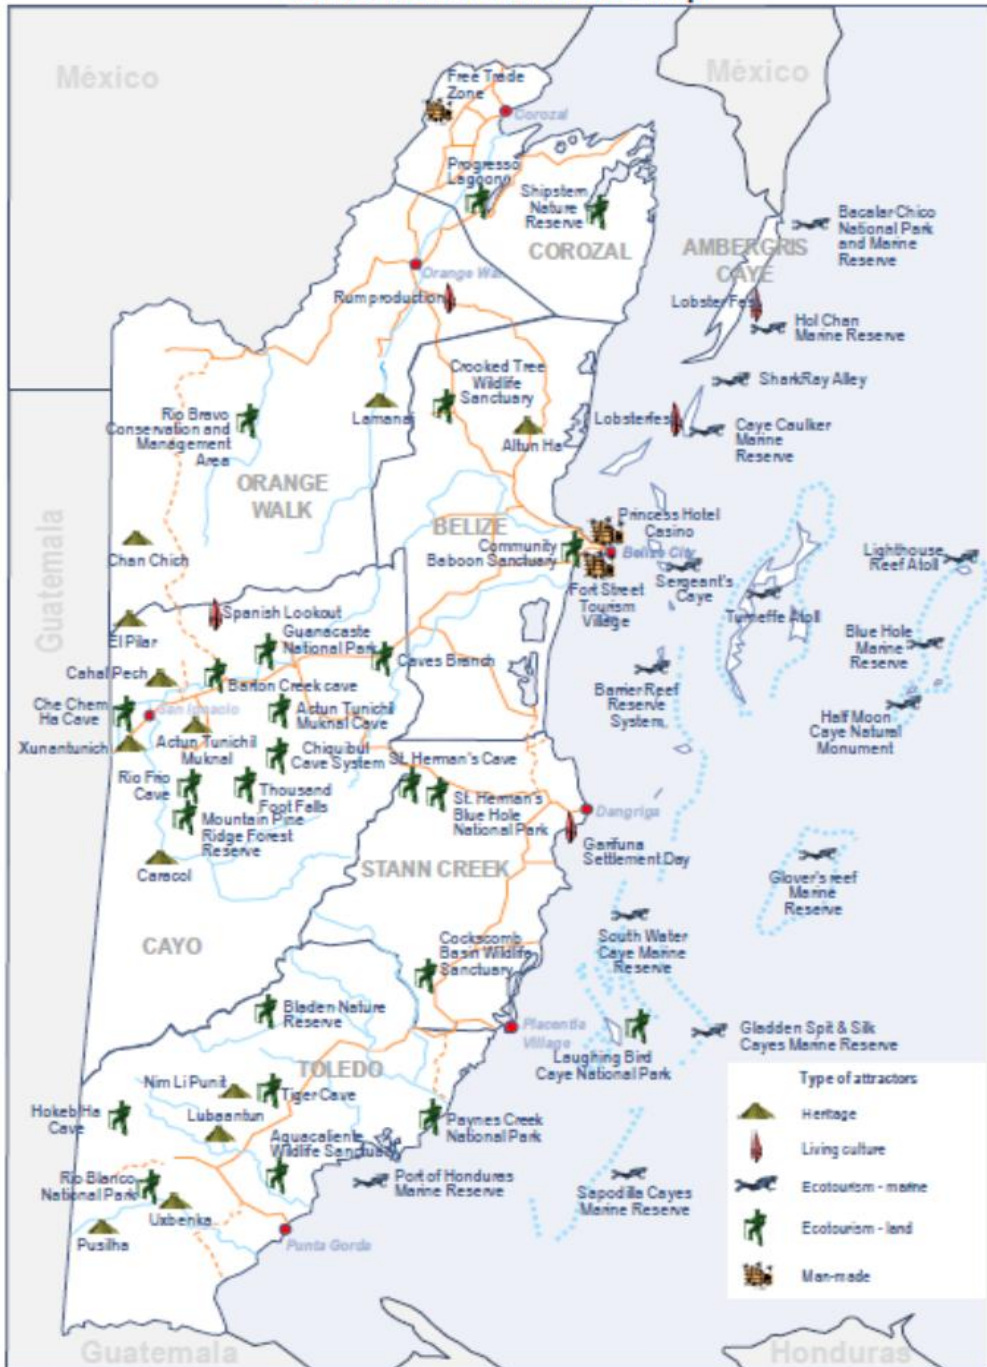 México
México
Free Trade
Zone
Corozal
Progresso
Lagoon
Shipstern
Nature
Reserve
COROZAL
Bacalar Chico
National Park
and Marine
Reserve
AMBERGRIS
CAYE
Orange Wal
Rum production
Lobster Fes
Hol Chan
Marine Reserve
Crooked Tree
Wildlife
Sanctuary
SharkRay Alley
Rio Bravo
Conservation and
Management
Area
Lamanai
Altun Ha
Lobsterfes
Caye Caulker
Marine
Reserve
ORANGE
WALK
BELIZE
Princess Hotel
Casino
Chan Chich
Community
Baboon Sanctuary
Belize City
Lighthouse
Reef Atoll
Guatemala
Fort Street
Tourism
Village
Sergeant's
Caye
Turneffe Atoll
El Pilar
Spanish Lookout
Guanacaste
National Park
Blue Hole
Marine
Reserve
Cahal Pech
Barton Creek cave
Caves Branch
Barrier Reef
Reserve
System,
Che Chem
Ha Cave
San Ignacio
Actun Tunichil
Muknal Cave
Half Moon
Caye Natural
Monument
Xunantunich
Actun Tunichil
Muknal
Chiquibul
Cave System
St. Herman's Cave
Rio Frio
Cave
Thousand
Foot Falls
St. Herman's
Blue Hole
National Park
Dangriga
Mountain Pine
Ridge Forest
Reserve
Garifuna
Settlement Day
Caracol
STANN CREEK
Glover's reef
Marine
Reserve
CAYO
Cockscomb
Basin Wildlife
Sanctuary
South Water
Caye Marine
Reserve
Bladen Nature
Reserve
Placentia
Village
Laughing Bird
Caye National Park
Gladden Spit & Silk
Cayes Marine Reserve
TOLEDO
Nim Li Punit
Tiger Cave
Hokeb Ha
Cave
Lubaantun
Paynes Creek
National Park
Aguacaliente
Wildlife Sanctuary
Port of Honduras
Marine Reserve
Sapodilla Cayes
Marine Reserve
Rio Blanco
National Park
Uxbenka
Pusilha
Punta Gorda
Type of attractors
Heritage
Living culture
Ecotourism - marine
Ecotourism - land
Man-made
Guatemala
Honduras